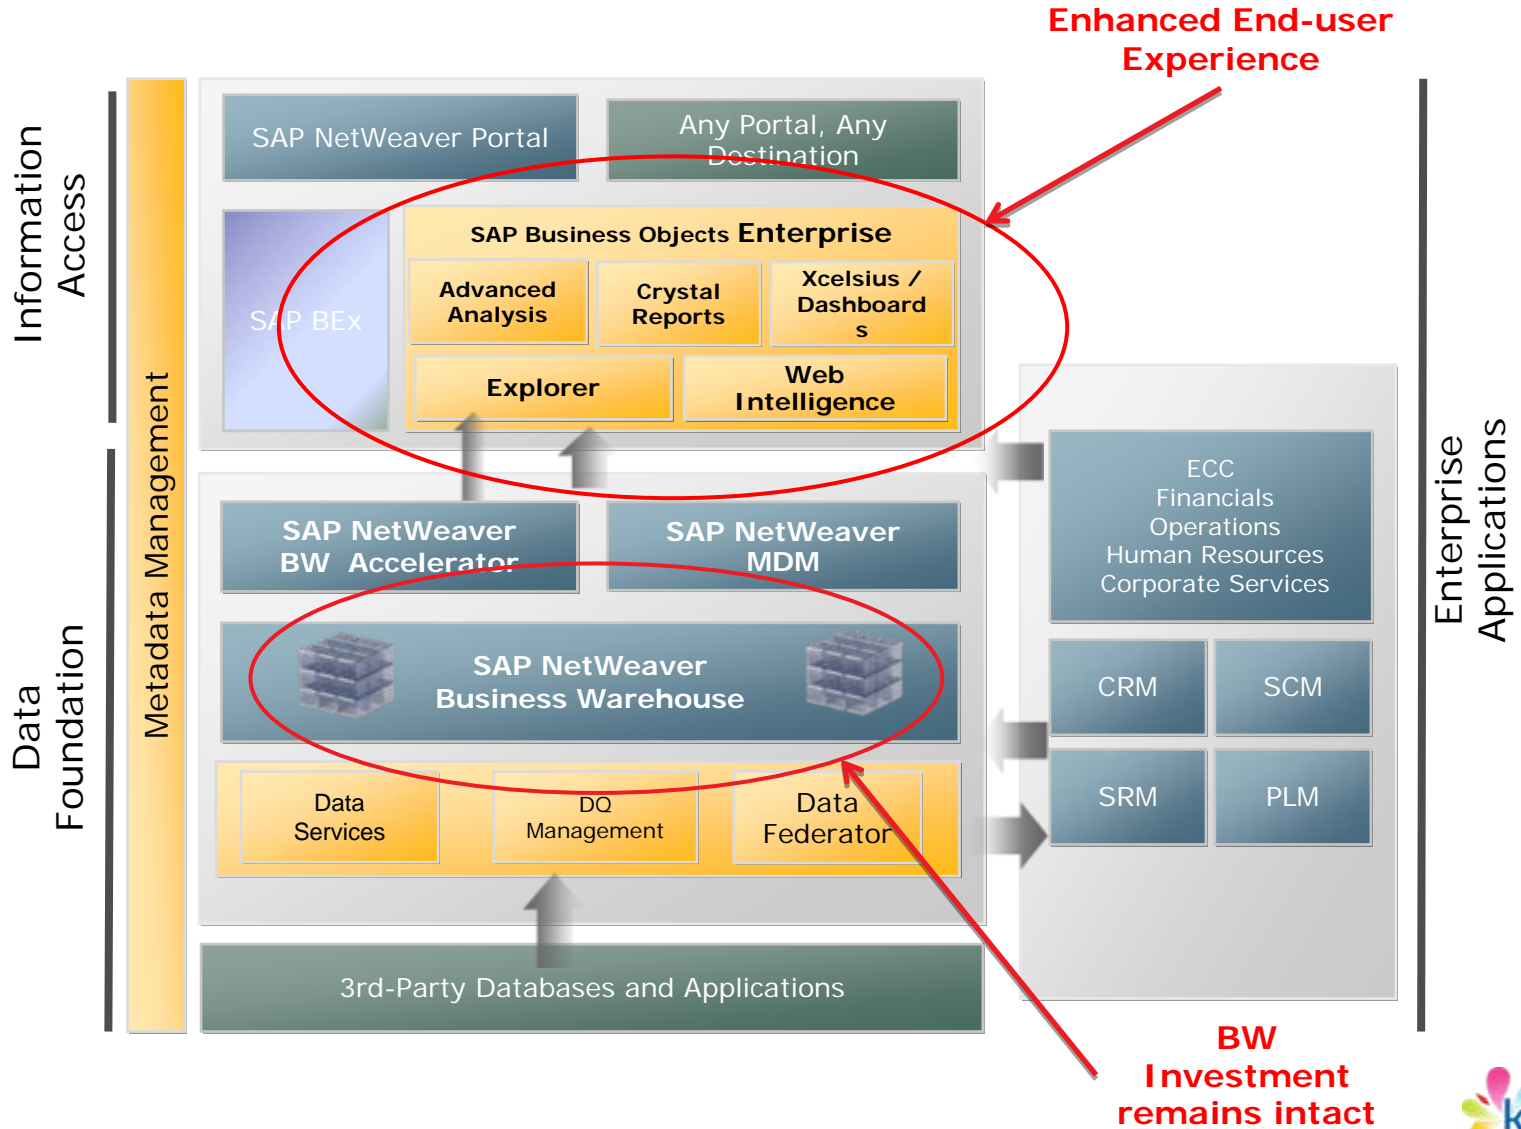 Enhanced End-user
Experience
Information
Access
SAP NetWeaver Portal
Any Portal, Any
Destination
SAP BEx
SAP Business Objects Enterprise
Advanced
Analysis
Crystal
Reports
Xcelsius /
Dashboard
s
Explorer
Web
Intelligence
Metadata Management
Data
Foundation
SAP NetWeaver
BW Accelerator
SAP NetWeaver
MDM
SAP NetWeaver
Business Warehouse
Data
Services
DQ
Management
Data
Federator
3rd-Party Databases and Applications
ECC
Financials
Operations
Human Resources
Corporate Services
CRM
SCM
SRM
PLM
Enterprise
Applications
BW
Investment
remains intact